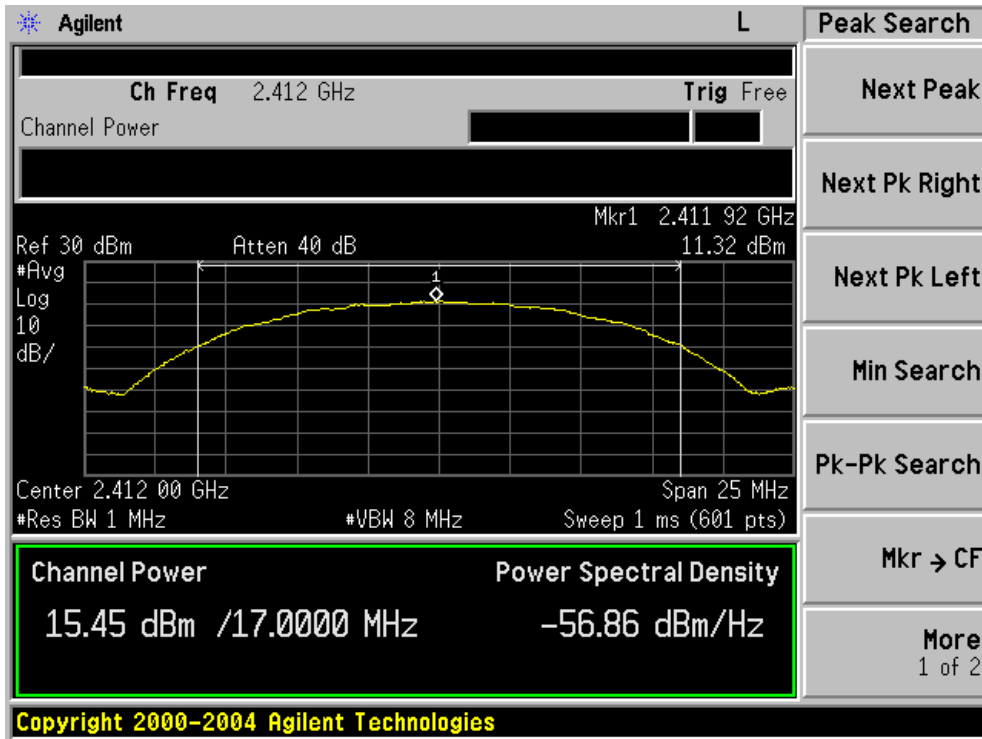 Agilent L Peak Search
Ch Freq 2.412 GHz Trig Free
Channel Power
Mkr1 2.411 92 GHz
Ref 30 dBm Atten 40 dB 11.32 dBm
#Avg
Log
10
dB/
1
Center 2.412 00 GHz Span 25 MHz
#Res BW 1 MHz #VBW 8 MHz Sweep 1 ms (601 pts)
Channel Power Power Spectral Density
15.45 dBm /17.0000 MHz -56.86 dBm/Hz
Copyright 2000-2004 Agilent Technologies
Next Peak
Next Pk Right
Next Pk Left
Min Search
Pk-Pk Search
Mkr → CF
More
1 of 2